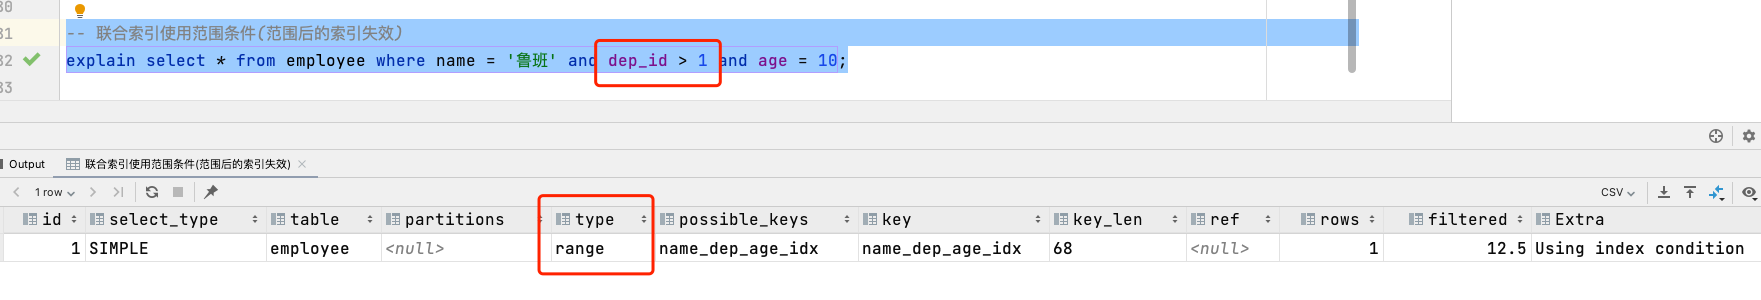 30
31 -- 联合索引使用范围条件(范围后的索引失效)
32 explain select * from employee where name = '鲁班' and dep_id > 1 and age = 10;
33
Output 联合索引使用范围条件(范围后的索引失效)
1 row CSV
id select_type table partitions type possible_keys key key_len ref rows filtered Extra
1 SIMPLE employee <null> range name_dep_age_idx name_dep_age_idx 68 <null> 1 12.5 Using index condition